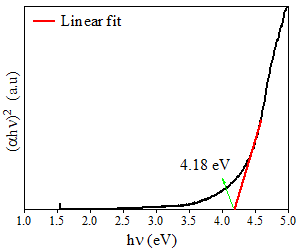 Linear fit
(αhν)² (a.u)
4.18 eV
1.0 1.5 2.0 2.5 3.0 3.5 4.0 4.5 5.0
hν (eV)